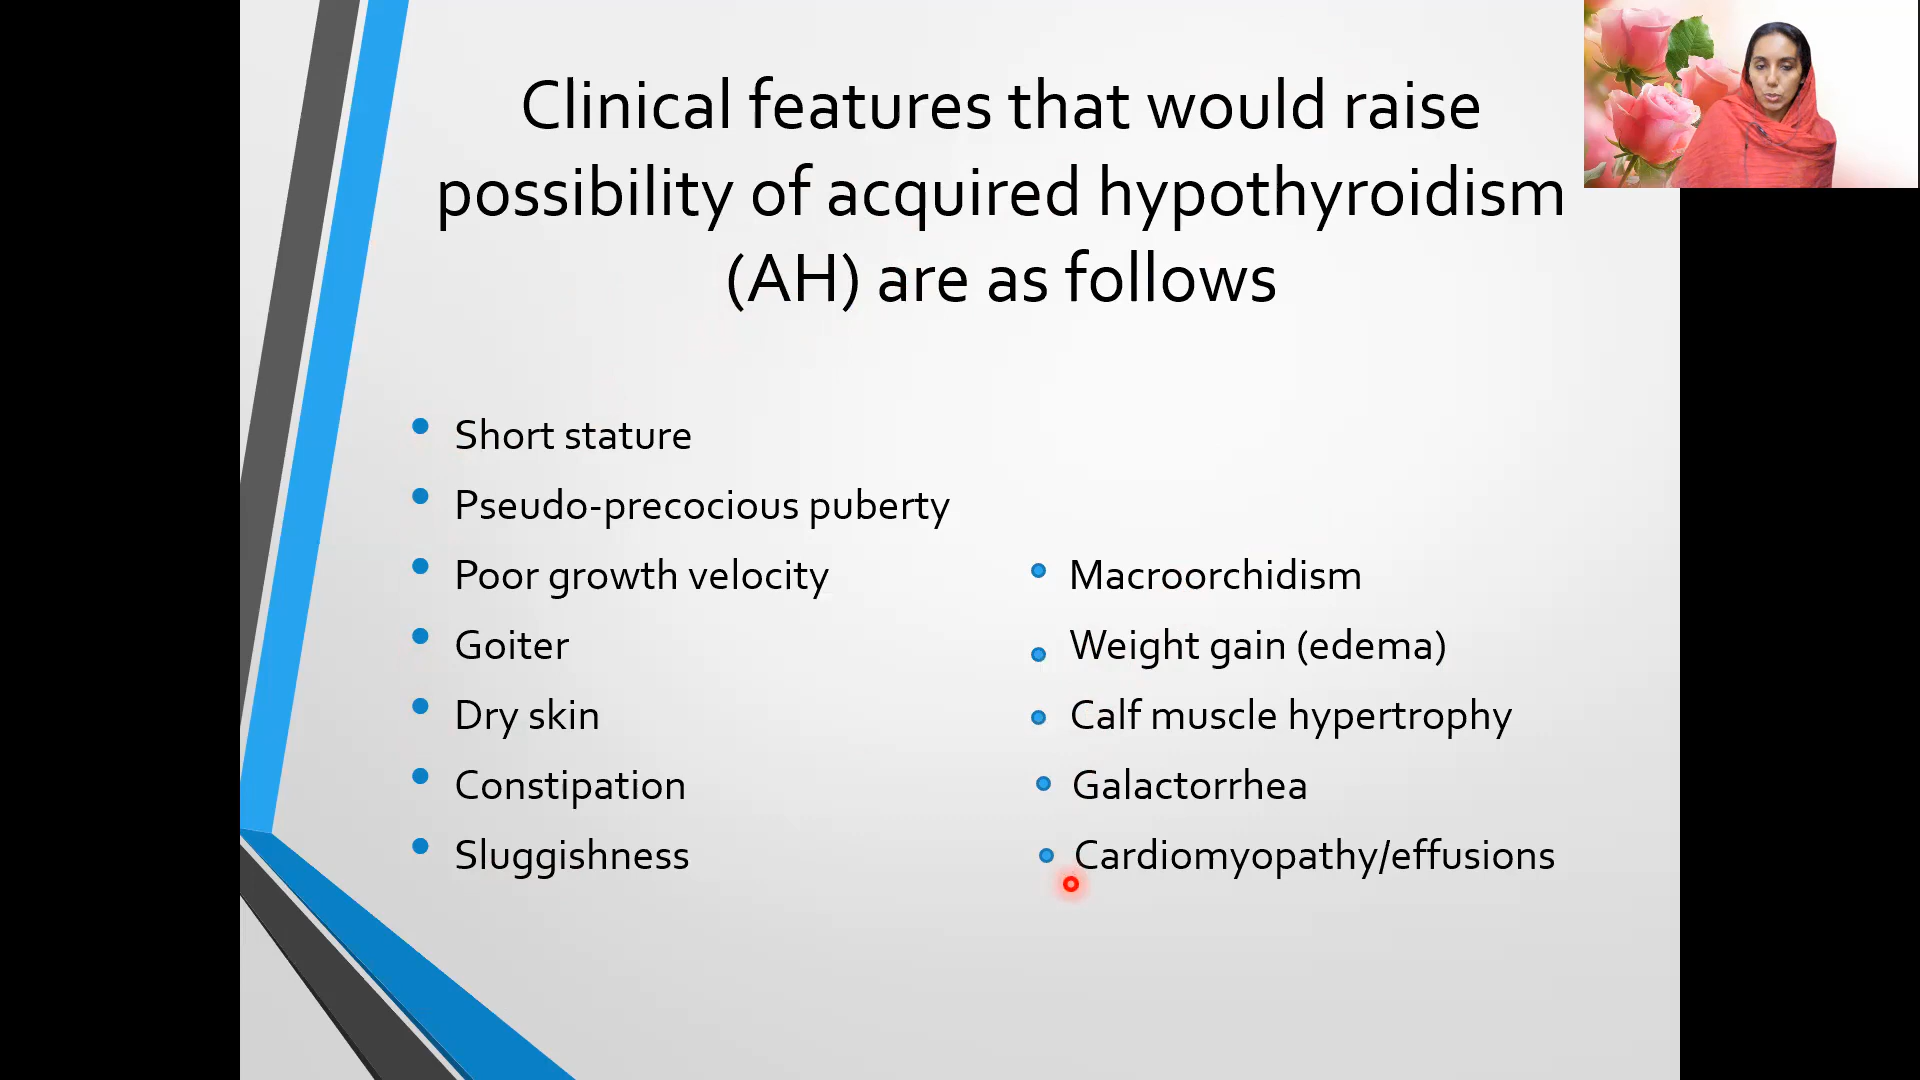 Clinical features that would raise
possibility of acquired hypothyroidism
(AH) are as follows
Short stature
Pseudo-precocious puberty
Poor growth velocity
Goiter
Dry skin
Constipation
Sluggishness
Macroorchidism
Weight gain (edema)
Calf muscle hypertrophy
Galactorrhea
Cardiomyopathy/effusions